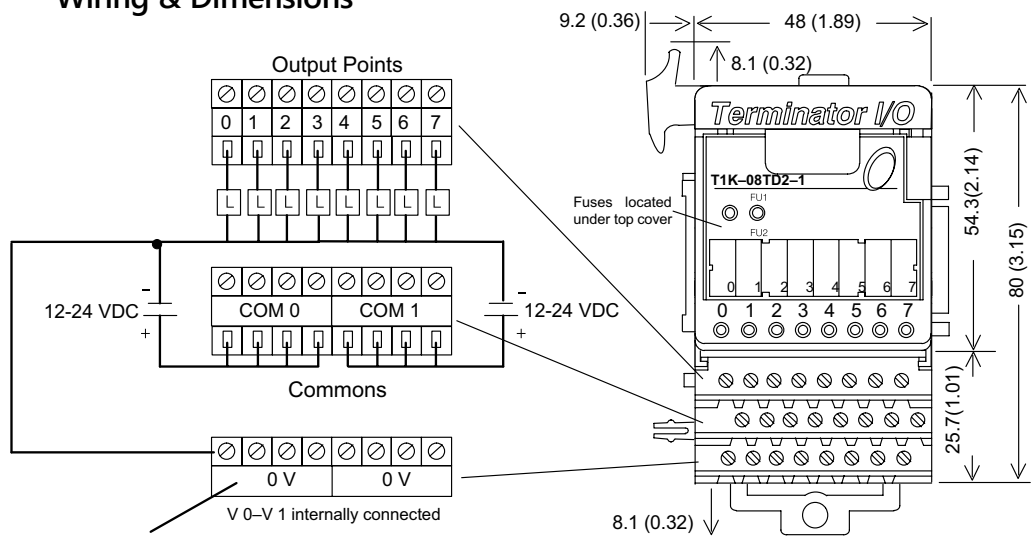 Wiring & Dimensions
9.2 (0.36)
48 (1.89)
8.1 (0.32)
Output Points
0 1 2 3 4 5 6 7
L L L L L L L L
Terminator I/O
T1K–08TD2–1
FU1
FU2
Fuses located
under top cover
0 1 2 3 4 5 6 7
0 1 2 3 4 5 6 7
54.3(2.14)
80 (3.15)
25.7(1.01)
-
12-24 VDC
+
COM 0 COM 1
-
12-24 VDC
+
Commons
0 V 0 V
V 0–V 1 internally connected
8.1 (0.32)